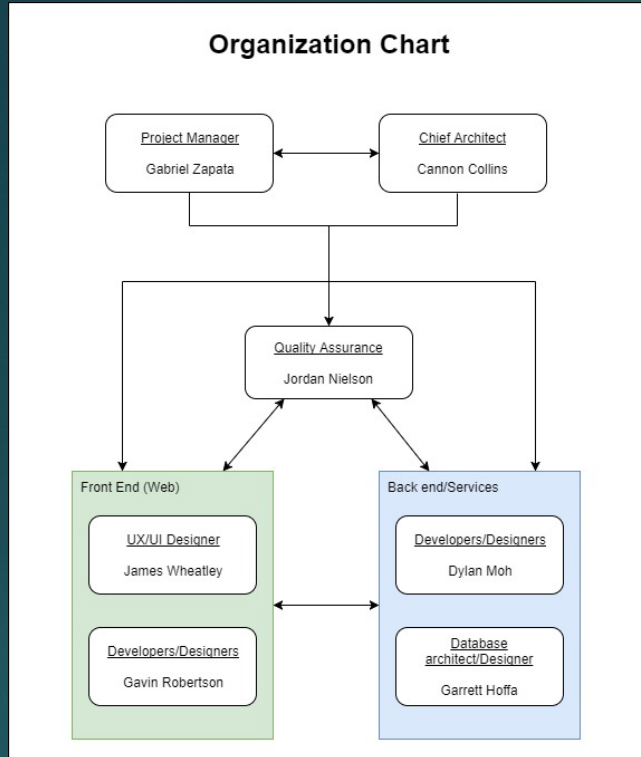 Organization Chart
Project Manager
Gabriel Zapata
Chief Architect
Cannon Collins
Quality Assurance
Jordan Nielson
Front End (Web)
UX/UI Designer
James Wheatley
Developers/Designers
Gavin Robertson
Back end/Services
Developers/Designers
Dylan Moh
Database
architect/Designer
Garrett Hoffa